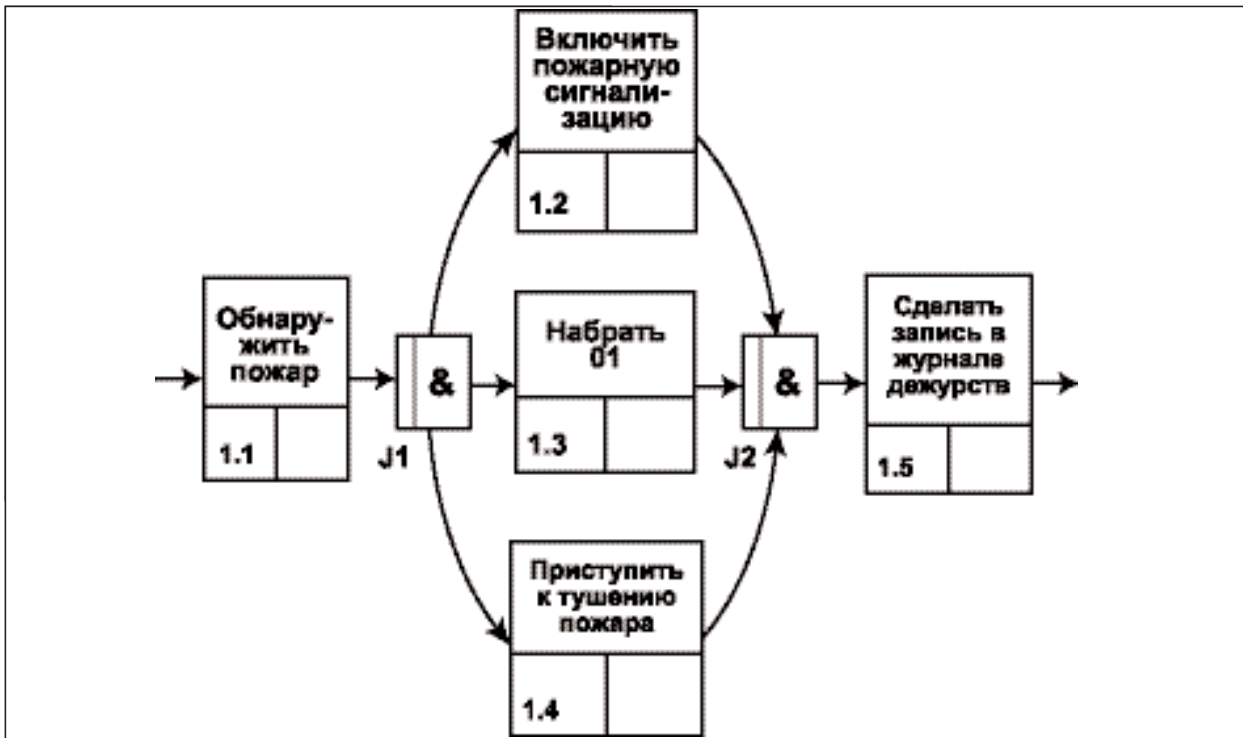 Включить
пожарную
сигнали-
зацию
1.2
Обнару-
жить
пожар
1.1
&
J1
Набрать
01
1.3
&
J2
Сделать
запись в
журнале
дежурств
1.5
Приступить
к тушению
пожара
1.4